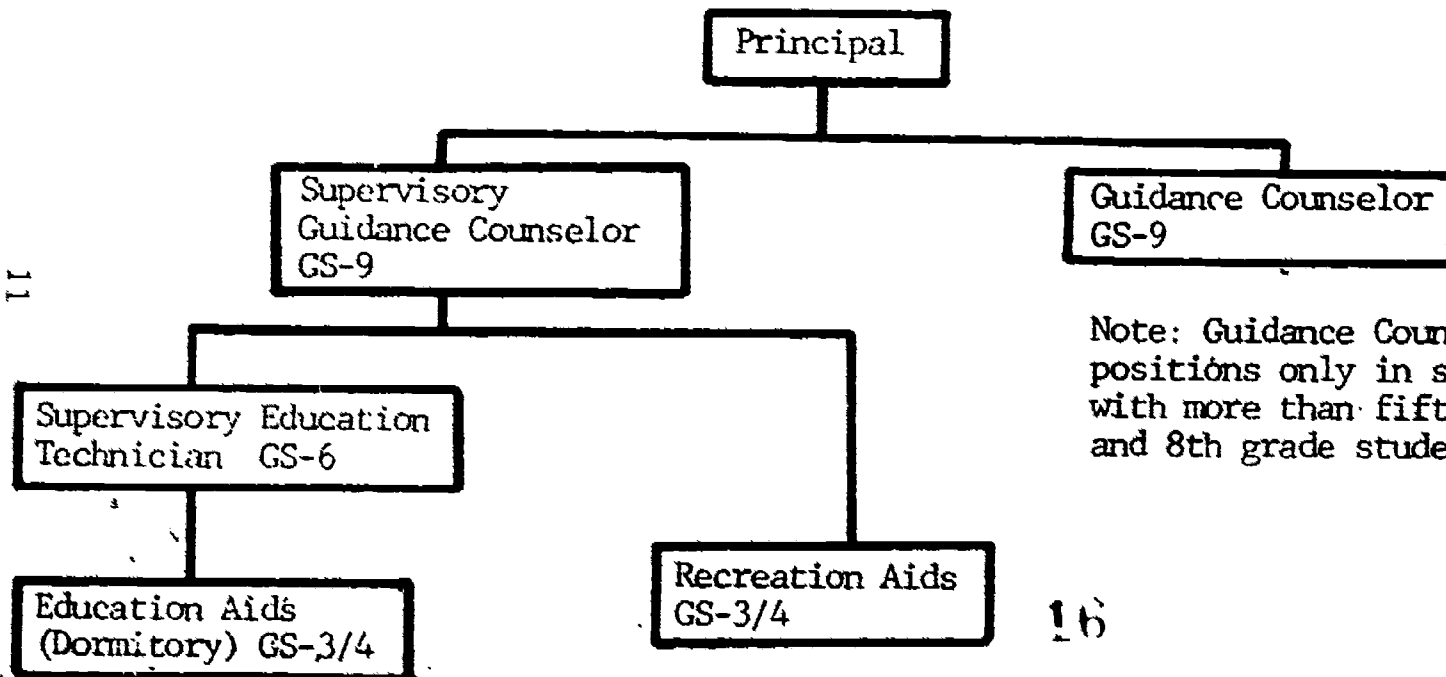 Principal
Supervisory
Guidance Counselor
GS-9
Guidance Counselor
GS-9
11
Note: Guidance Coun
positions only in s
with more than fift
and 8th grade stude
Supervisory Education
Technician GS-6
Education Aids
(Dormitory) GS-3/4
Recreation Aids
GS-3/4
16